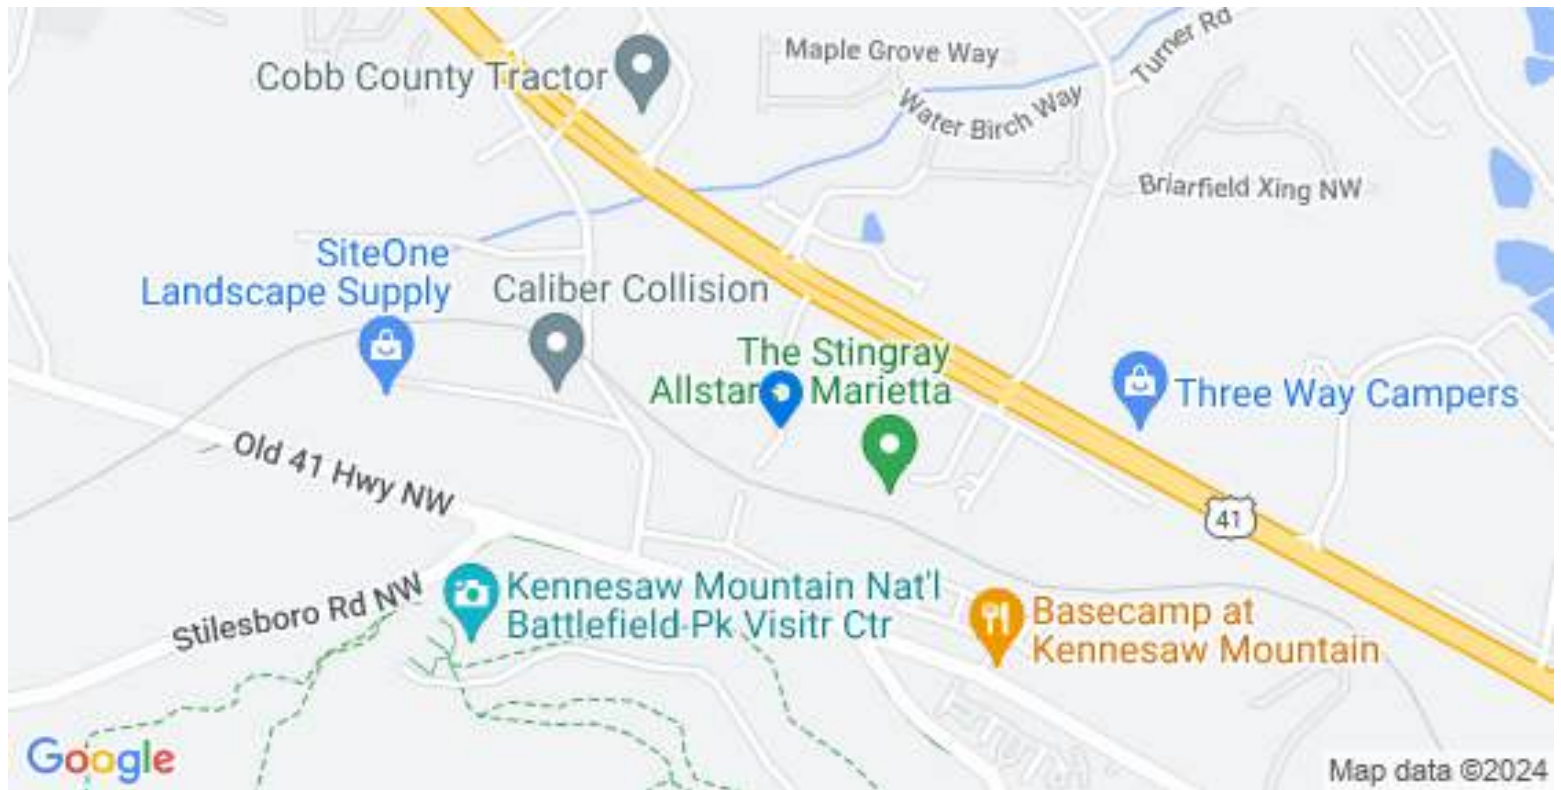 Maple Grove Way
Turner Rd
Cobb County Tractor
Water Birch Way
Briarfield Xing NW
SiteOne
Landscape Supply
Caliber Collision
The Stingray
Marietta
Three Way Campers
Old 41 Hwy NW
41
Stilesboro Rd NW
Kennesaw Mountain Nat'l
Battlefield-Pk Visitr Ctr
Basecamp at
Kennesaw Mountain
Google
Map data ©2024